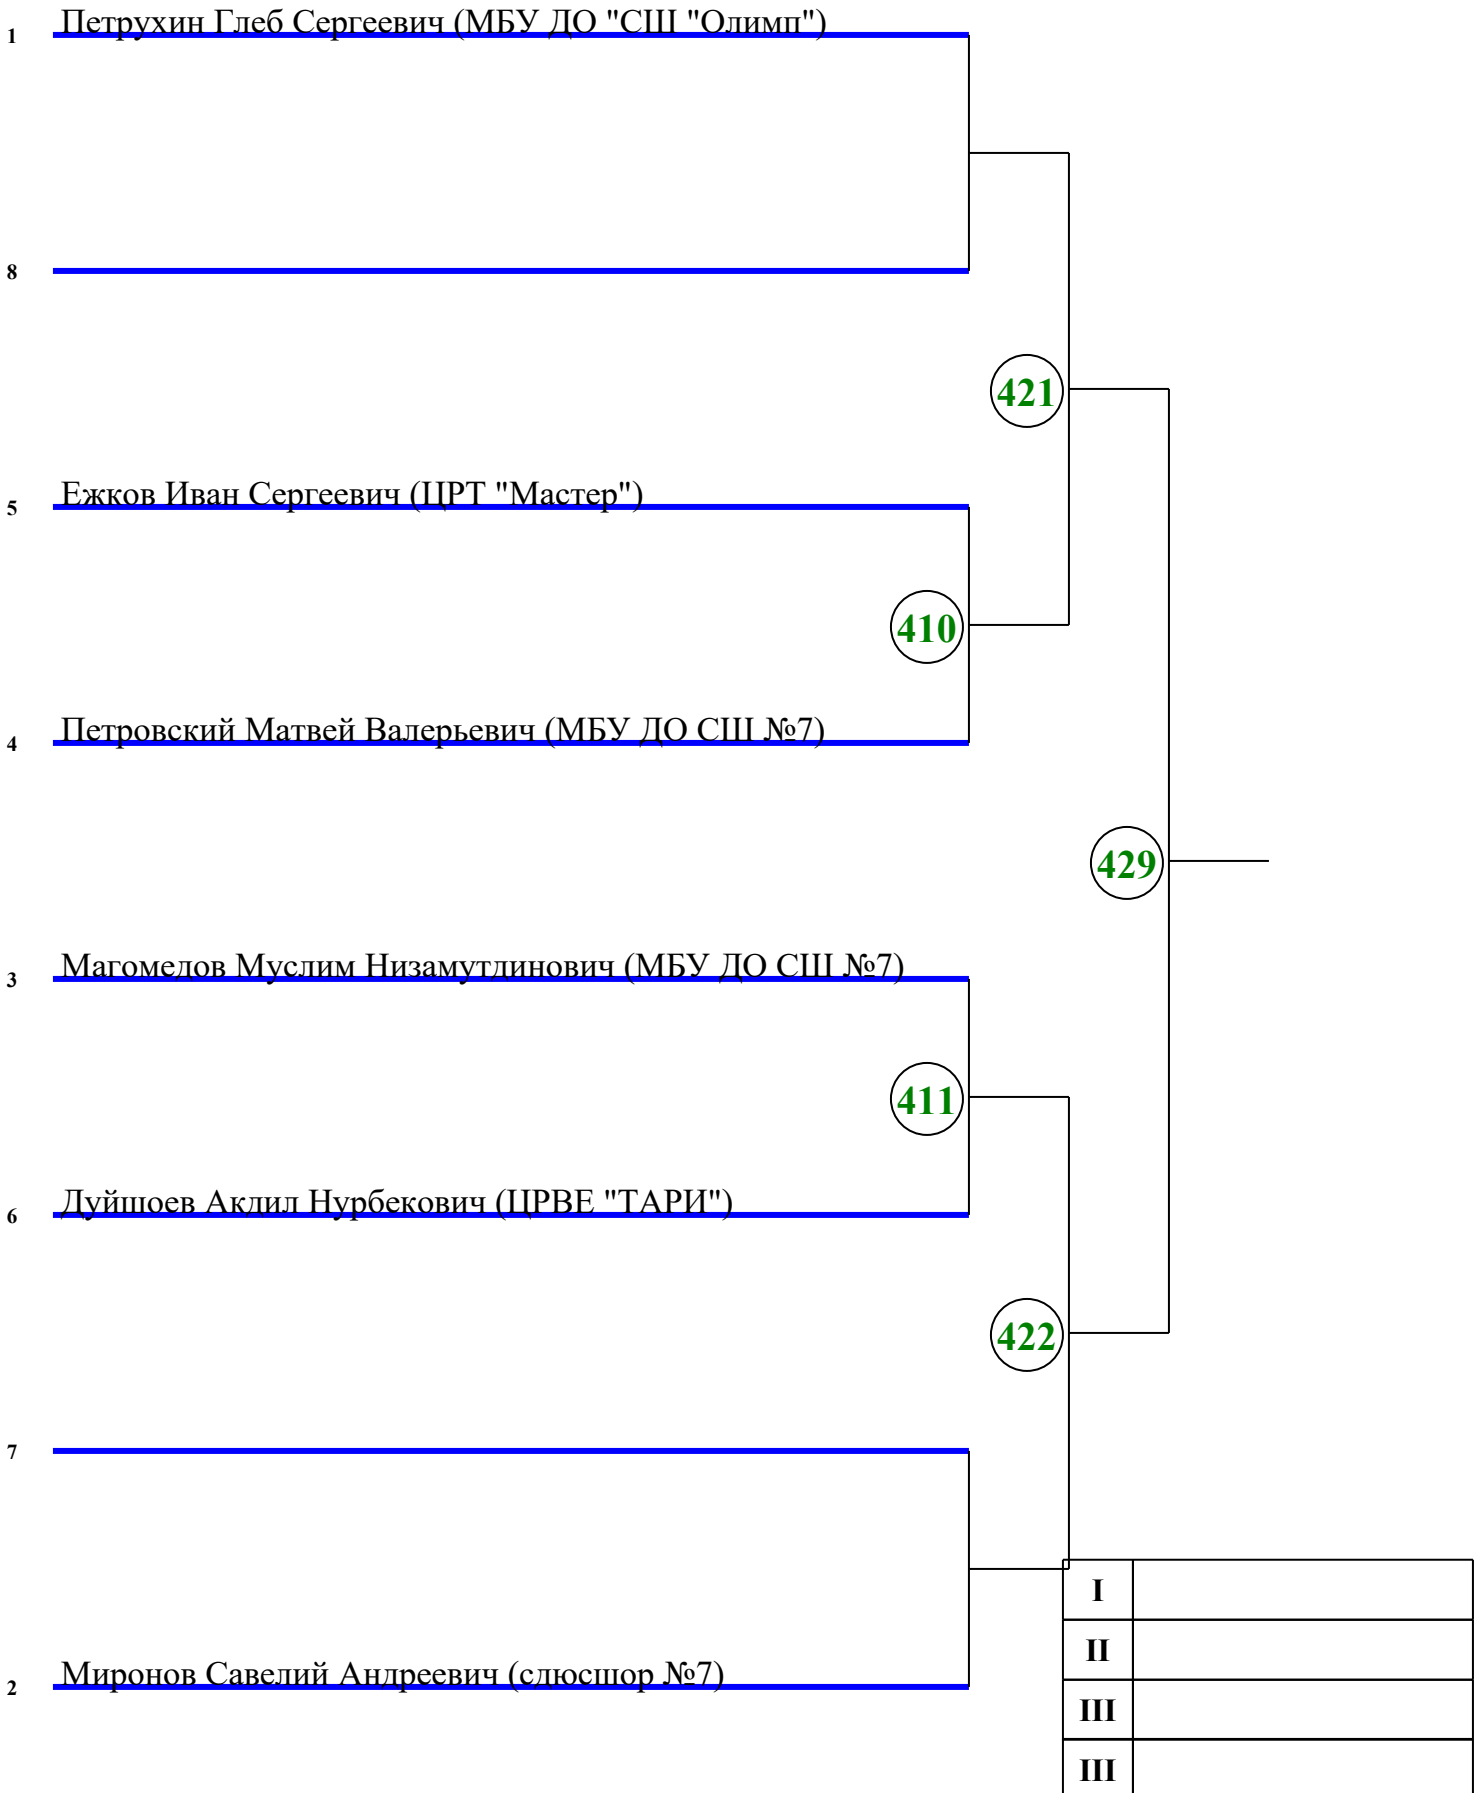 1 Петрухин Глеб Сергеевич (МБУ ДО "СШ "Олимп")
8
421
5 Ежков Иван Сергеевич (ЦРТ "Мастер")
410
4 Петровский Матвей Валерьевич (МБУ ДО СШ №7)
429
3 Магомедов Муслим Низамутдинович (МБУ ДО СШ №7)
411
6 Дуйшоев Акдил Нурбекович (ЦРВЕ "ТАРИ")
422
7
I
II
2 Миронов Савелий Андреевич (сдюсшор №7)
III
III